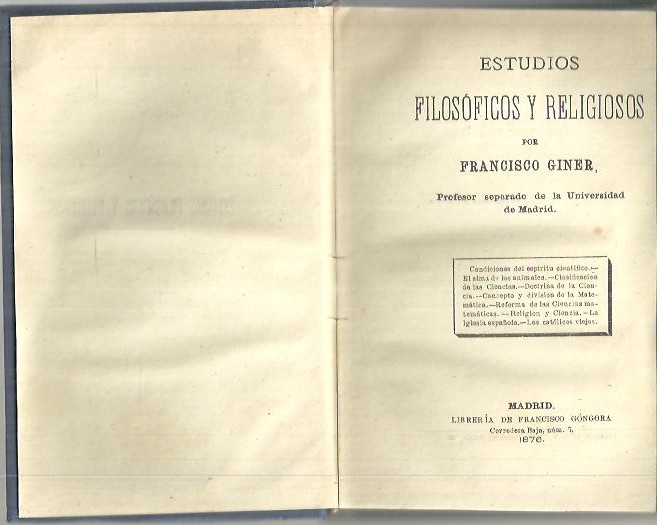 ESTUDIOS
FILOSÓFICOS Y RELIGIOSOS
POR
FRANCISCO GINER,
Profesor separado de la Universidad
de Madrid.
Condiciones del espíritu científico.—
El alma de los animales.—Clasificacion
de las Ciencias.—Doctrina de la Cien-
cia.—Concepto y division de la Mate-
mática.—Reforma de las Ciencias ma-
temáticas.—Religion y Ciencia.—La
Iglesia española.—Los católicos viejos.
MADRID.
LIBRERÍA DE FRANCISCO GÓNGORA
Corredera Baja, núm. 7.
1876.